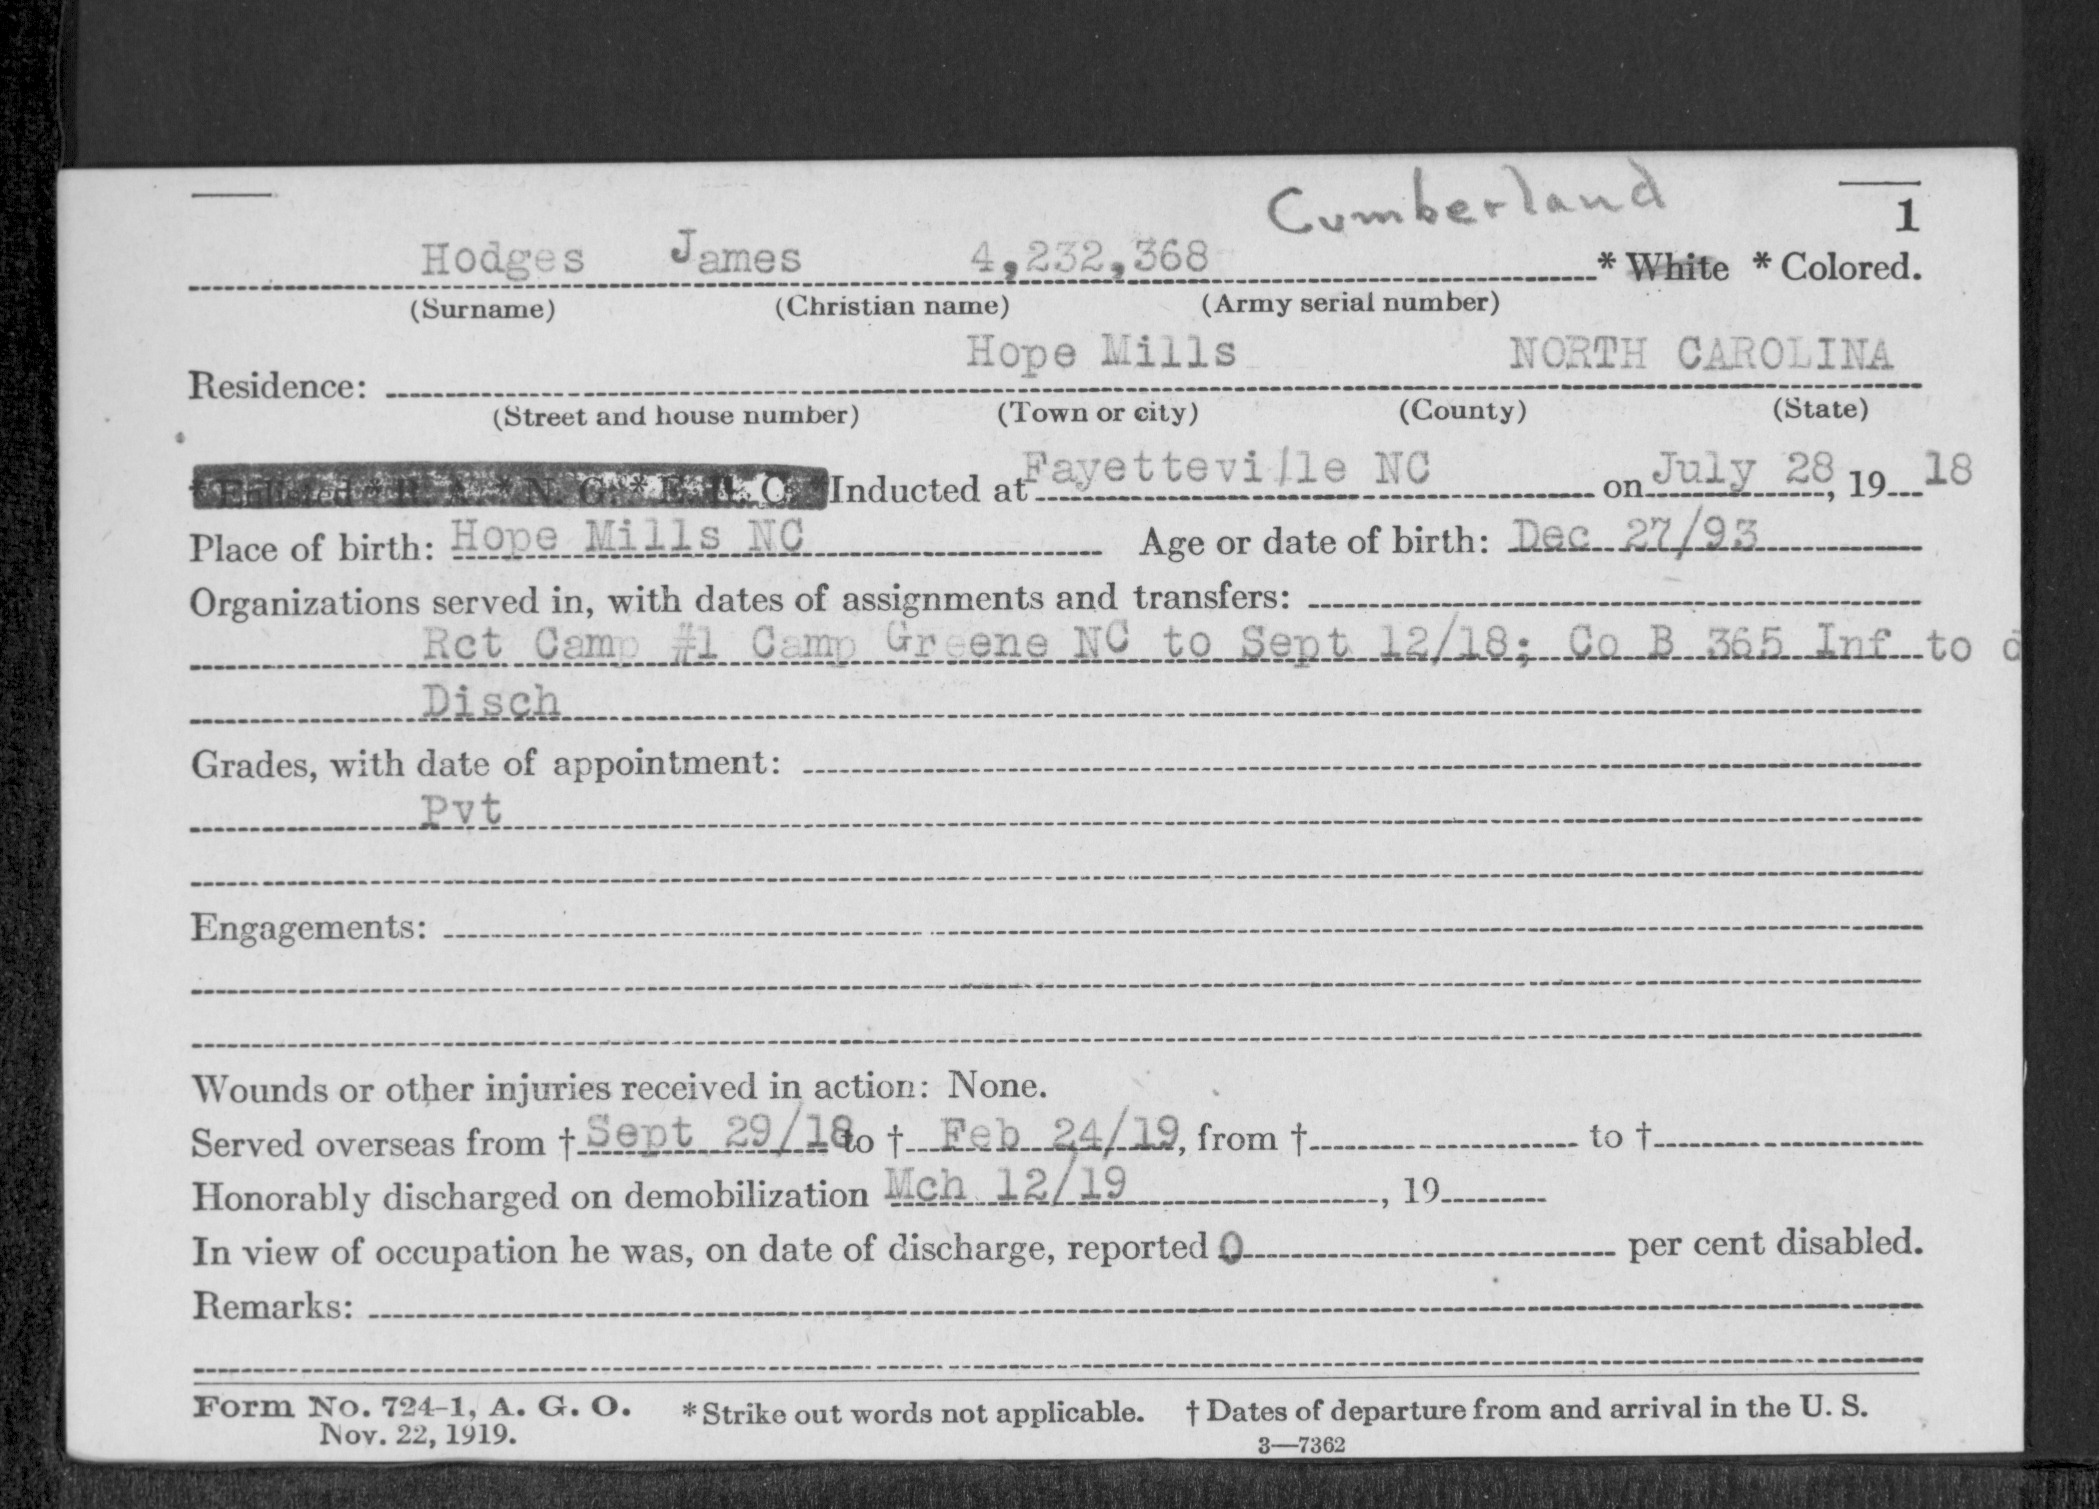 Cumberland
1
Hodges James 4,232,368 * White * Colored.
(Surname) (Christian name) (Army serial number)
Hope Mills NORTH CAROLINA
Residence:
(Street and house number) (Town or city) (County) (State)
* Enlisted * R. A. * N. G. * E. R. C. * Inducted at Fayetteville NC on July 28, 19 18
Place of birth: Hope Mills NC Age or date of birth: Dec 27/93
Organizations served in, with dates of assignments and transfers:
Rct Camp #1 Camp Greene NC to Sept 12/18; Co B 365 Inf to d
Disch
Grades, with date of appointment:
Pvt
Engagements:
Wounds or other injuries received in action: None.
Served overseas from † Sept 29/18 to † Feb 24/19, from † to †
Honorably discharged on demobilization Mch 12/19, 19
In view of occupation he was, on date of discharge, reported 0 per cent disabled.
Remarks:
Form No. 724-1, A. G. O. * Strike out words not applicable. † Dates of departure from and arrival in the U. S.
Nov. 22, 1919. 3—7362